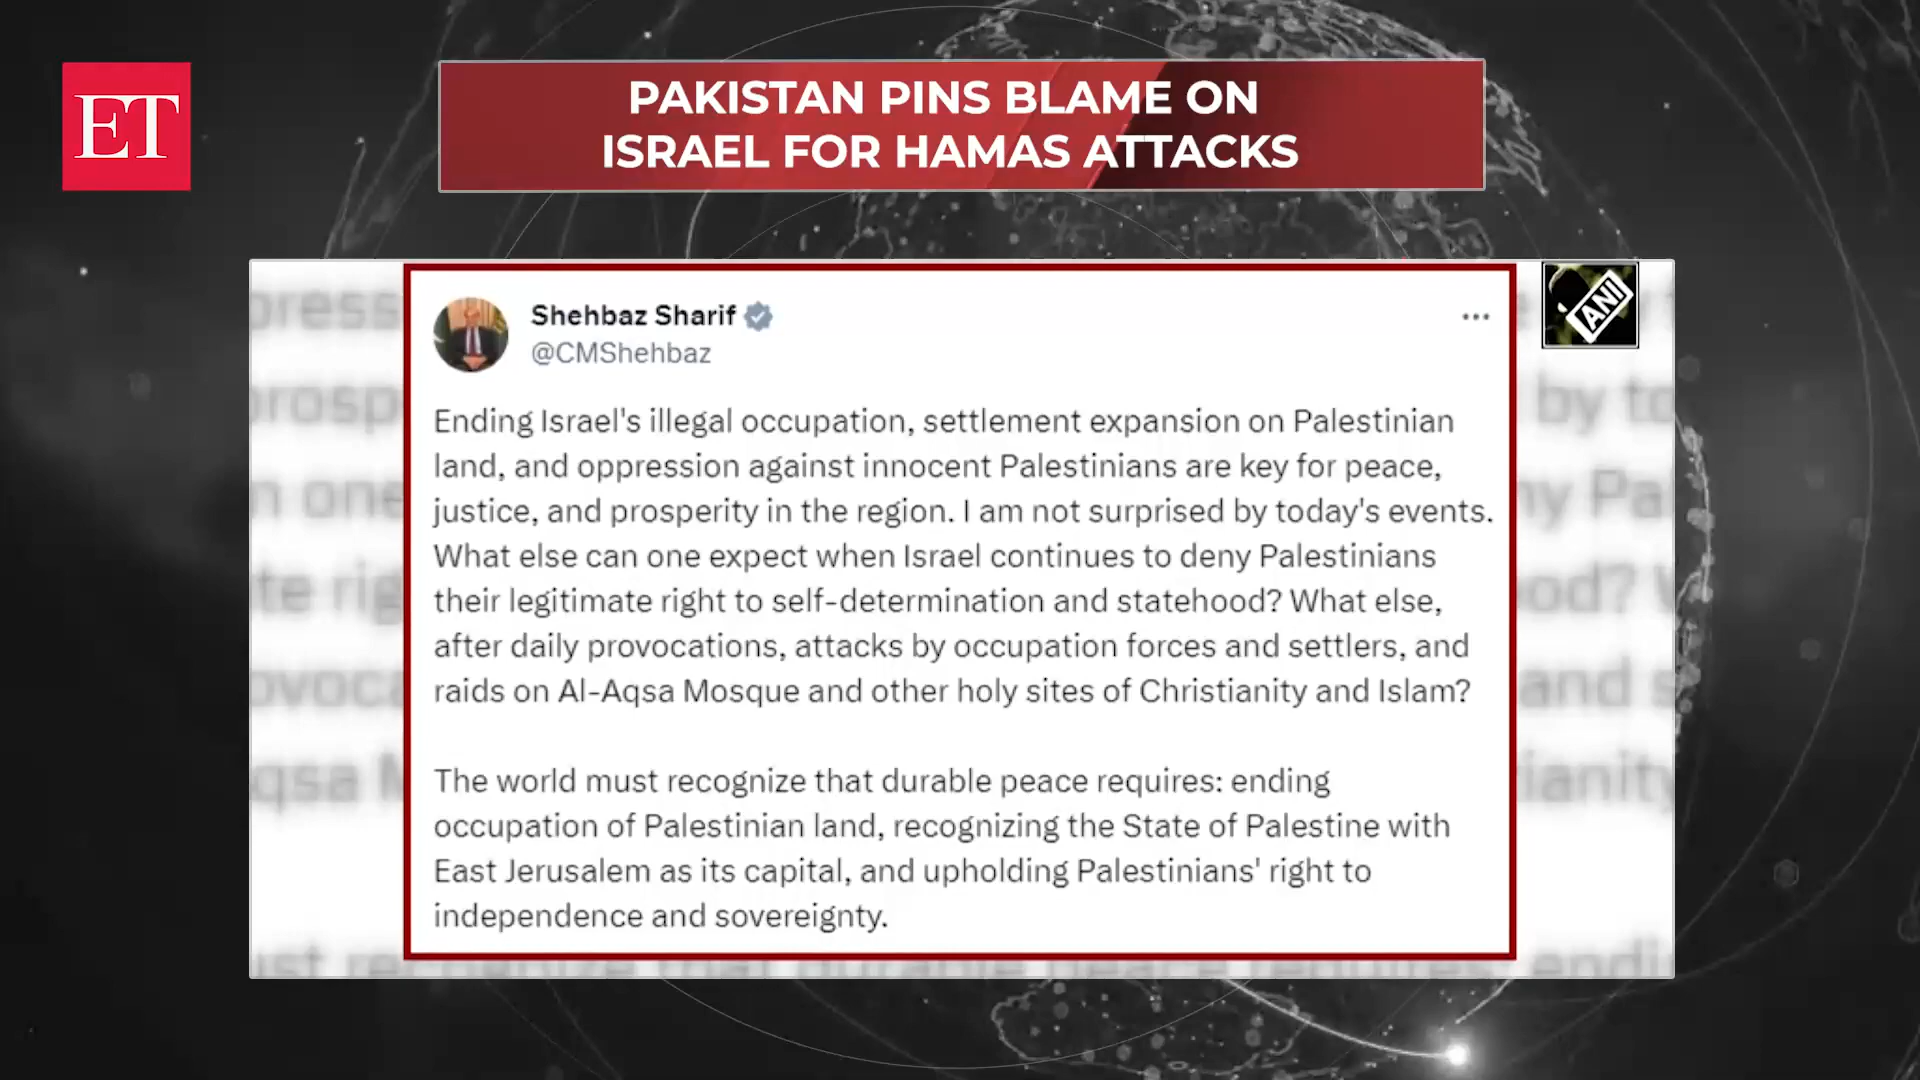 ET
PAKISTAN PINS BLAME ON
ISRAEL FOR HAMAS ATTACKS
ANI
Shehbaz Sharif
@CMShehbaz
Ending Israel's illegal occupation, settlement expansion on Palestinian
land, and oppression against innocent Palestinians are key for peace,
justice, and prosperity in the region. I am not surprised by today's events.
What else can one expect when Israel continues to deny Palestinians
their legitimate right to self-determination and statehood? What else,
after daily provocations, attacks by occupation forces and settlers, and
raids on Al-Aqsa Mosque and other holy sites of Christianity and Islam?
The world must recognize that durable peace requires: ending
occupation of Palestinian land, recognizing the State of Palestine with
East Jerusalem as its capital, and upholding Palestinians' right to
independence and sovereignty.